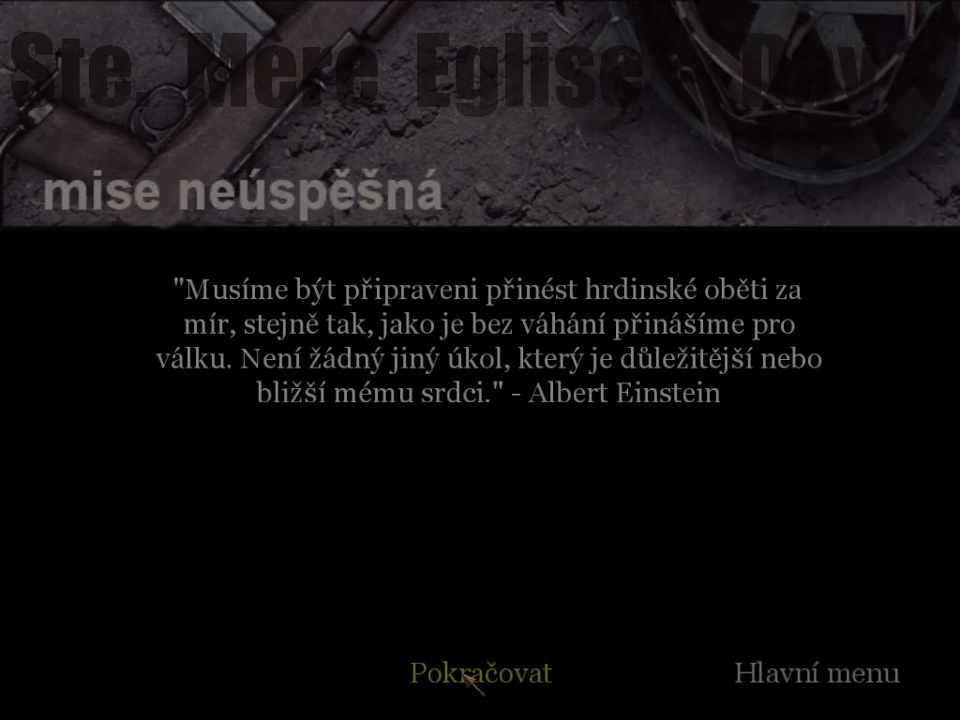 Ste. Mere Eglise - Day
mise neúspěšná
"Musíme být připraveni přinést hrdinské oběti za
mír, stejně tak, jako je bez váhání přinášíme pro
válku. Není žádný jiný úkol, který je důležitější nebo
bližší mému srdci." - Albert Einstein
Pokračovat
Hlavní menu